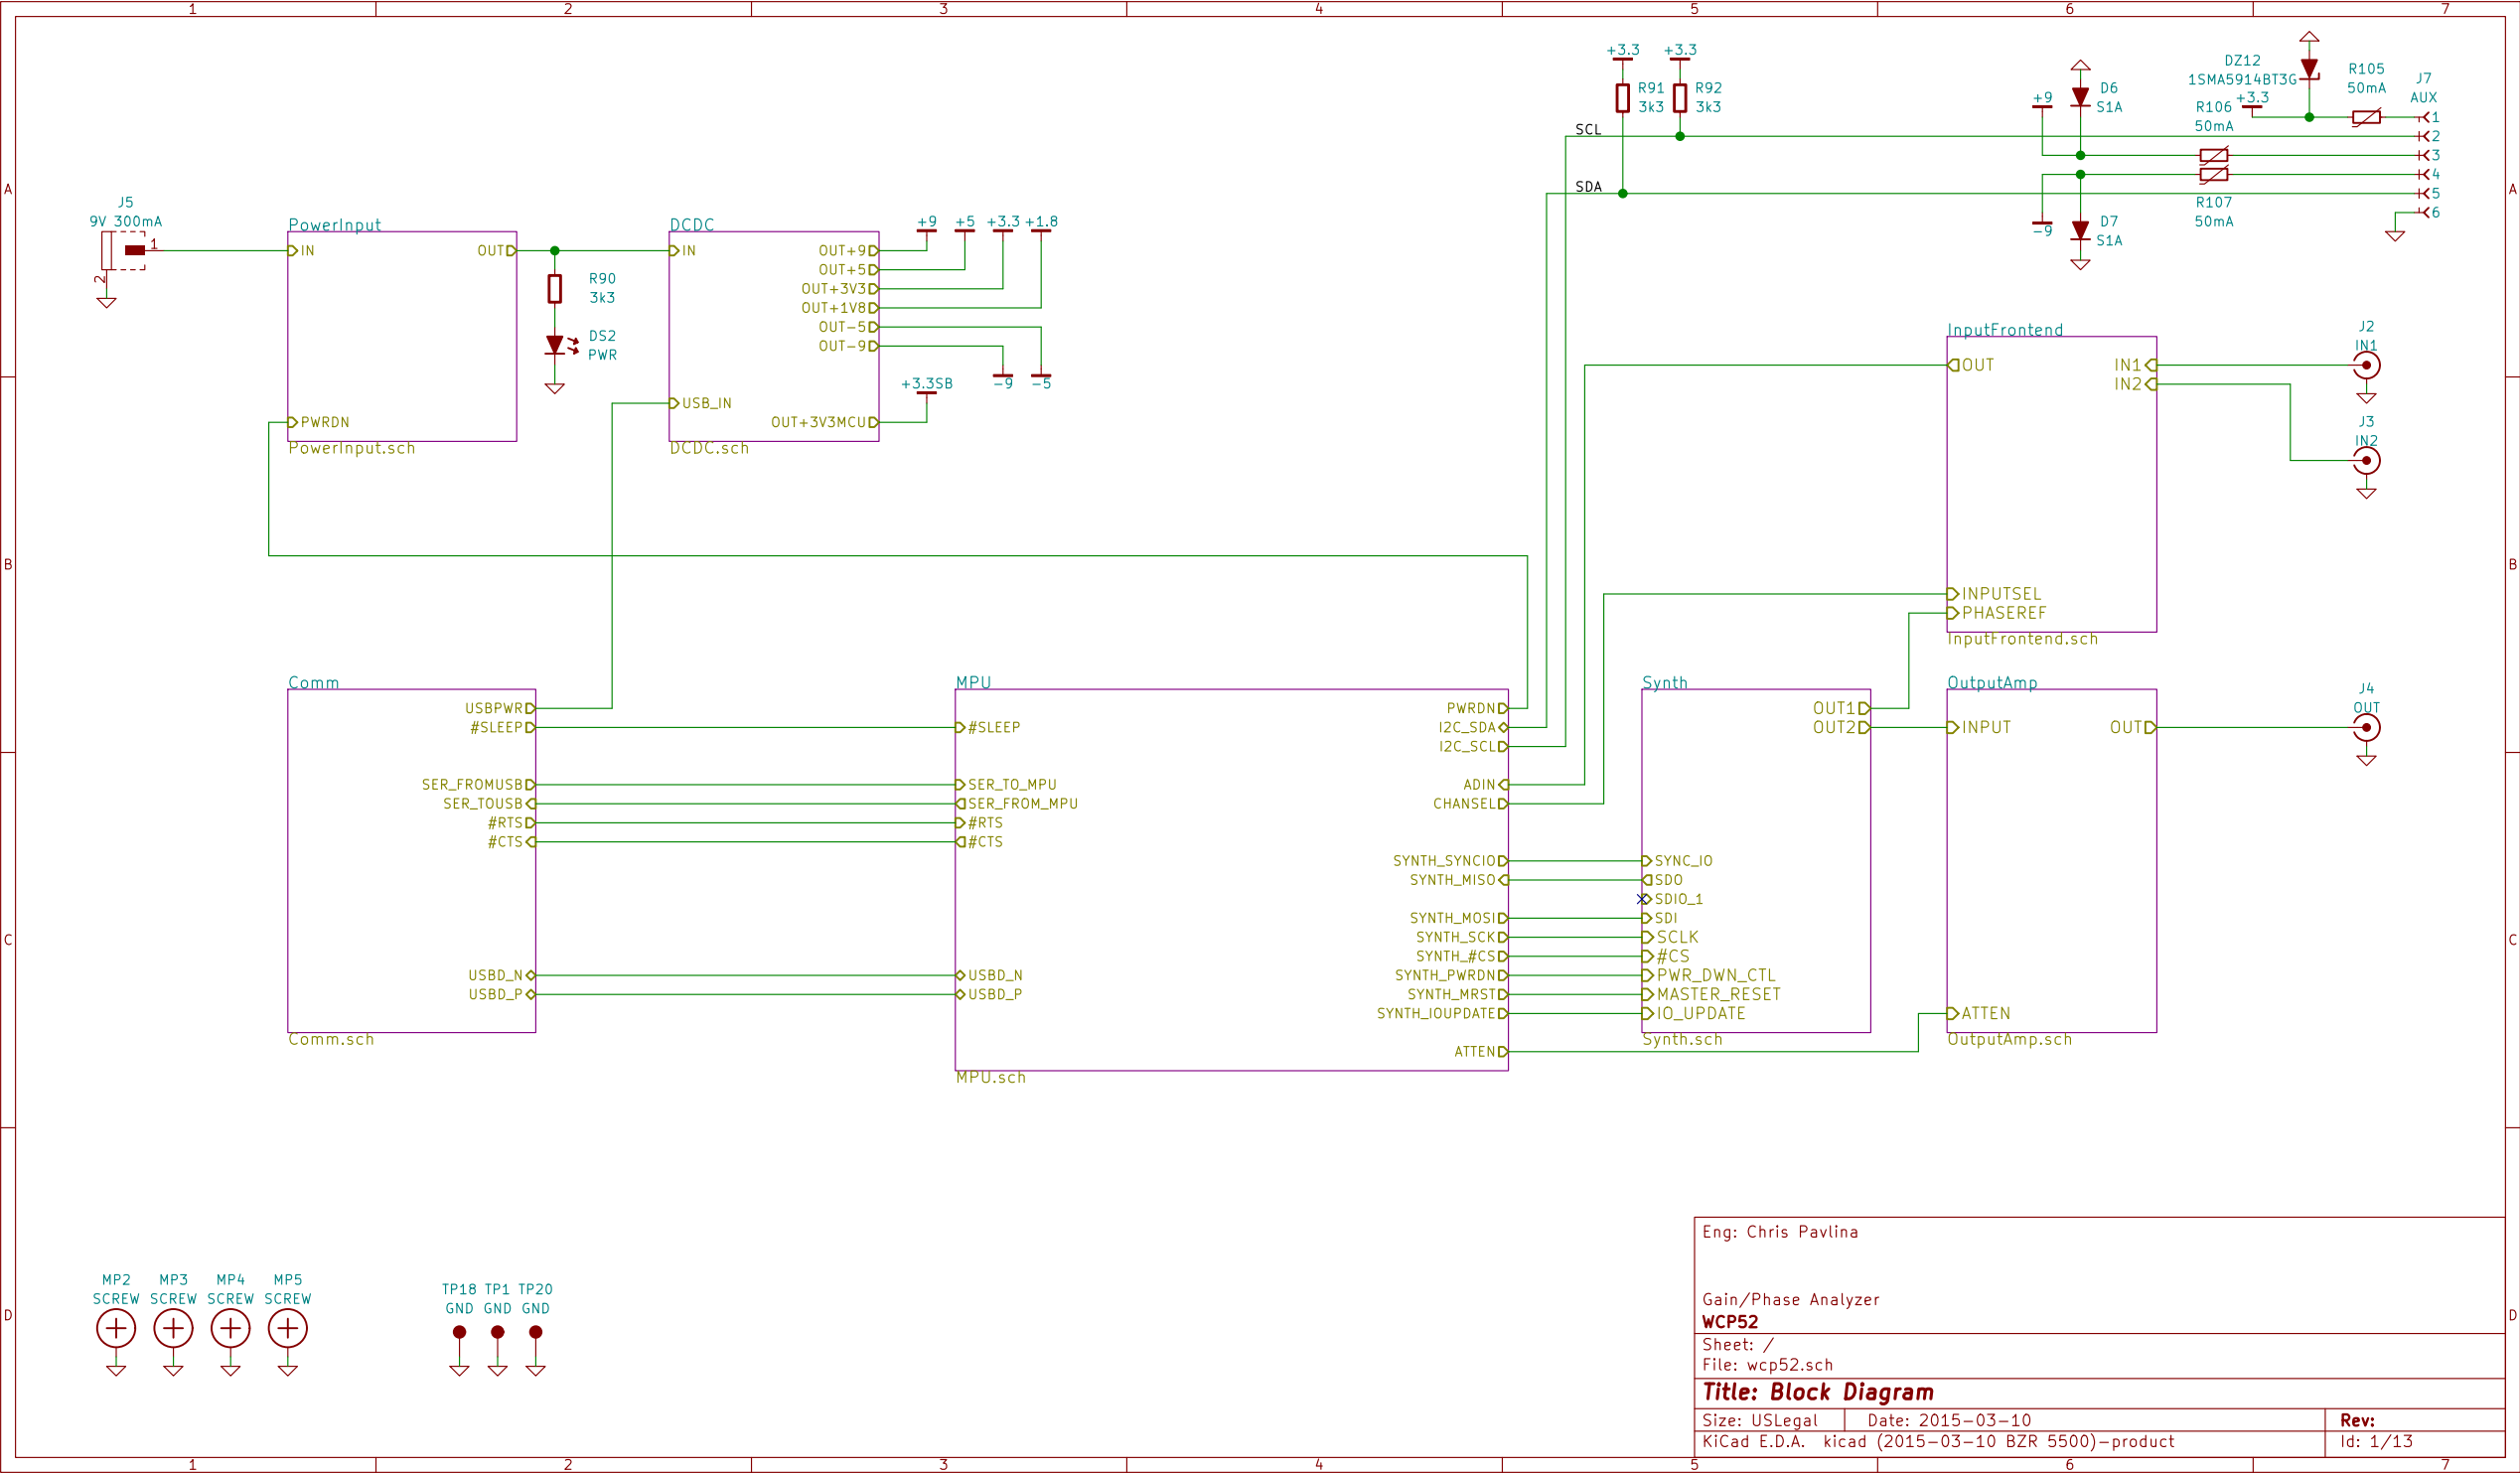 1 2 3 4 5 6 7
A
B
C
D
A
B
C
D
J5
9V 300mA
1
2
PowerInput
IN
OUT
PWRDN
PowerInput.sch
R90
3k3
DS2
PWR
DCDC
IN
USB_IN
OUT+9
OUT+5
OUT+3V3
OUT+1V8
OUT-5
OUT-9
OUT+3V3MCU
DCDC.sch
+9 +5 +3.3 +1.8
-9 -5
+3.3SB
+3.3 +3.3
R91
3k3
R92
3k3
SCL
SDA
+9
D6
S1A
-9
D7
S1A
DZ12
1SMA5914BT3G
+3.3
R106
50mA
R107
50mA
R105
50mA
J7
AUX
1
2
3
4
5
6
InputFrontend
OUT
IN1
IN2
INPUTSEL
PHASEREF
InputFrontend.sch
J2
IN1
J3
IN2
Comm
USBPWR
#SLEEP
SER_FROMUSB
SER_TOUSB
#RTS
#CTS
USBD_N
USBD_P
Comm.sch
MPU
#SLEEP
SER_TO_MPU
SER_FROM_MPU
#RTS
#CTS
USBD_N
USBD_P
PWRDN
I2C_SDA
I2C_SCL
ADIN
CHANSEL
SYNTH_SYNCIO
SYNTH_MISO
SYNTH_MOSI
SYNTH_SCK
SYNTH_#CS
SYNTH_PWRDN
SYNTH_MRST
SYNTH_IOUPDATE
ATTEN
MPU.sch
Synth
OUT1
OUT2
SYNC_IO
SDO
SDIO_1
SDI
SCLK
#CS
PWR_DWN_CTL
MASTER_RESET
IO_UPDATE
Synth.sch
OutputAmp
INPUT
OUT
ATTEN
OutputAmp.sch
J4
OUT
MP2 MP3 MP4 MP5
SCREW SCREW SCREW SCREW
TP18 TP1 TP20
GND GND GND
Eng: Chris Pavlina
Gain/Phase Analyzer
WCP52
Sheet: /
File: wcp52.sch
Title: Block Diagram
Size: USLegal Date: 2015-03-10 Rev:
KiCad E.D.A. kicad (2015-03-10 BZR 5500)-product Id: 1/13
1 2 3 4 5 6 7